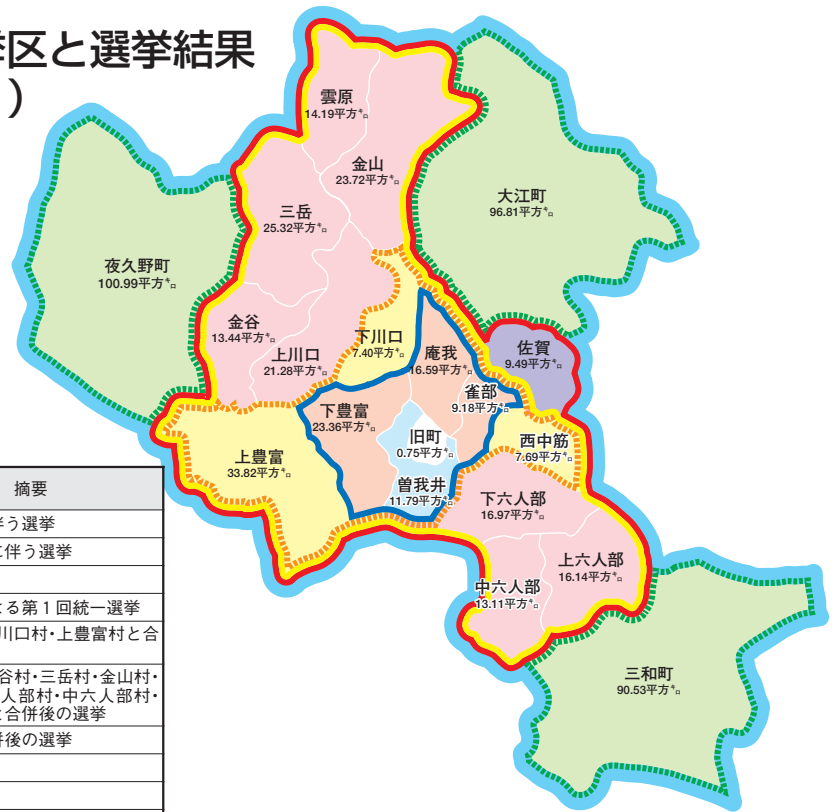 挙区と選挙結果
)
雲原
14.19平方㌔
金山
23.72平方㌔
三岳
25.32平方㌔
大江町
96.81平方㌔
夜久野町
100.99平方㌔
金谷
13.44平方㌔
上川口
21.28平方㌔
下川口
7.40平方㌔
庵我
16.59平方㌔
佐賀
9.49平方㌔
雀部
9.18平方㌔
下豊富
23.36平方㌔
旧町
0.75平方㌔
西中筋
7.69平方㌔
上豊富
33.82平方㌔
曽我井
11.79平方㌔
下六人部
16.97平方㌔
上六人部
16.14平方㌔
中六人部
13.11平方㌔
三和町
90.53平方㌔
摘要
伴う選挙
に伴う選挙
よる第1回統一選挙
川口村・上豊富村と合
谷村・三岳村・金山村・
人部村・中六人部村・
と合併後の選挙
併後の選挙